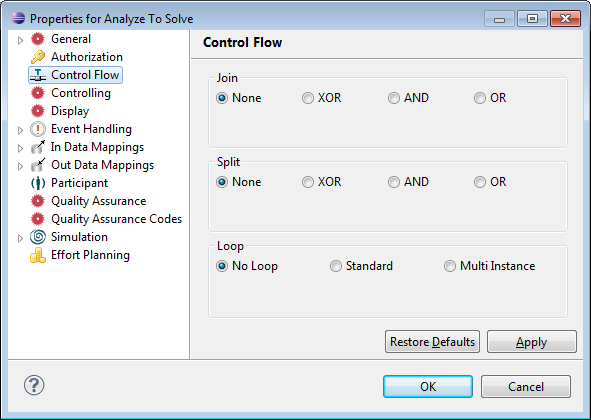 Properties for Analyze To Solve
General
Authorization
Control Flow
Controlling
Display
Event Handling
In Data Mappings
Out Data Mappings
Participant
Quality Assurance
Quality Assurance Codes
Simulation
Effort Planning
Control Flow
Join
None XOR AND OR
Split
None XOR AND OR
Loop
No Loop Standard Multi Instance
Restore Defaults Apply
OK Cancel